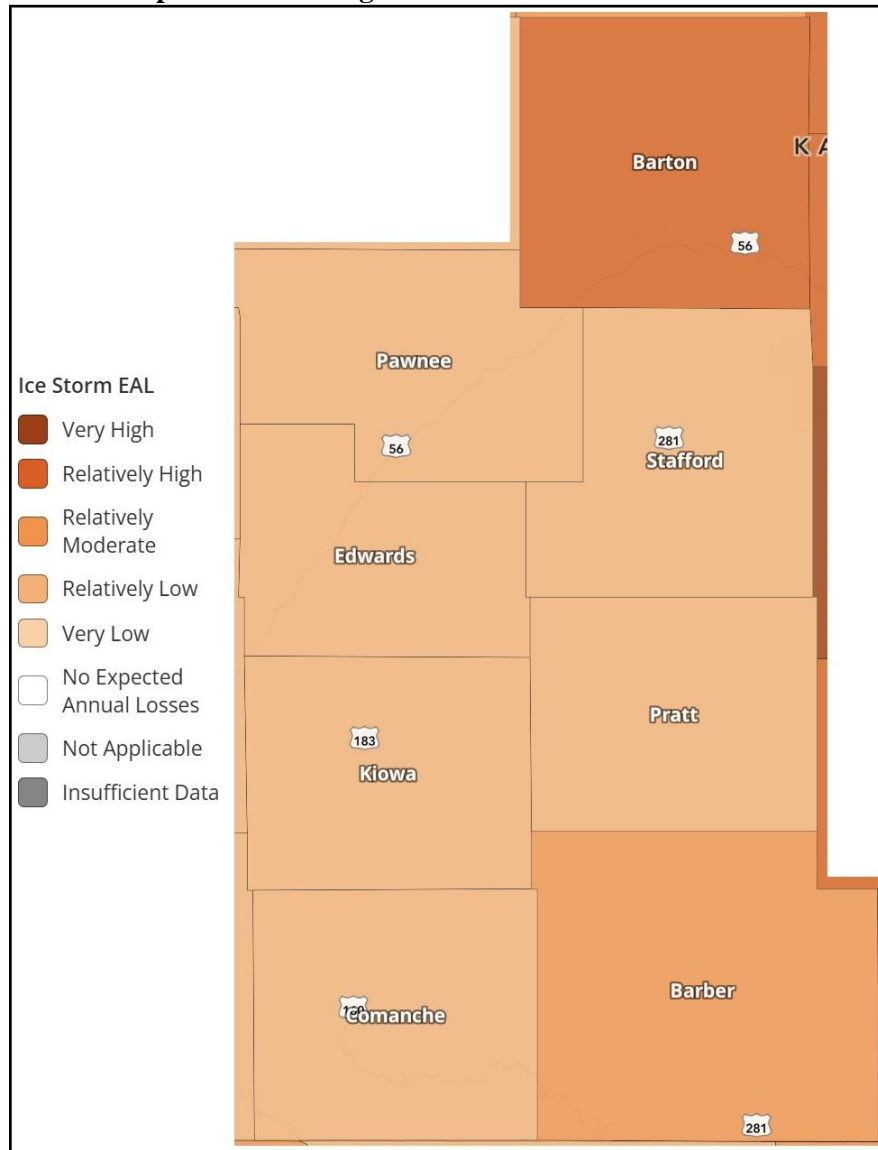 K A
Barton
56
Pawnee
Ice Storm EAL
Very High
56
281
Stafford
Relatively High
Relatively
Moderate
Edwards
Relatively Low
Very Low
No Expected
Annual Losses
Pratt
183
Not Applicable
Kiowa
Insufficient Data
Barber
Comanche
281